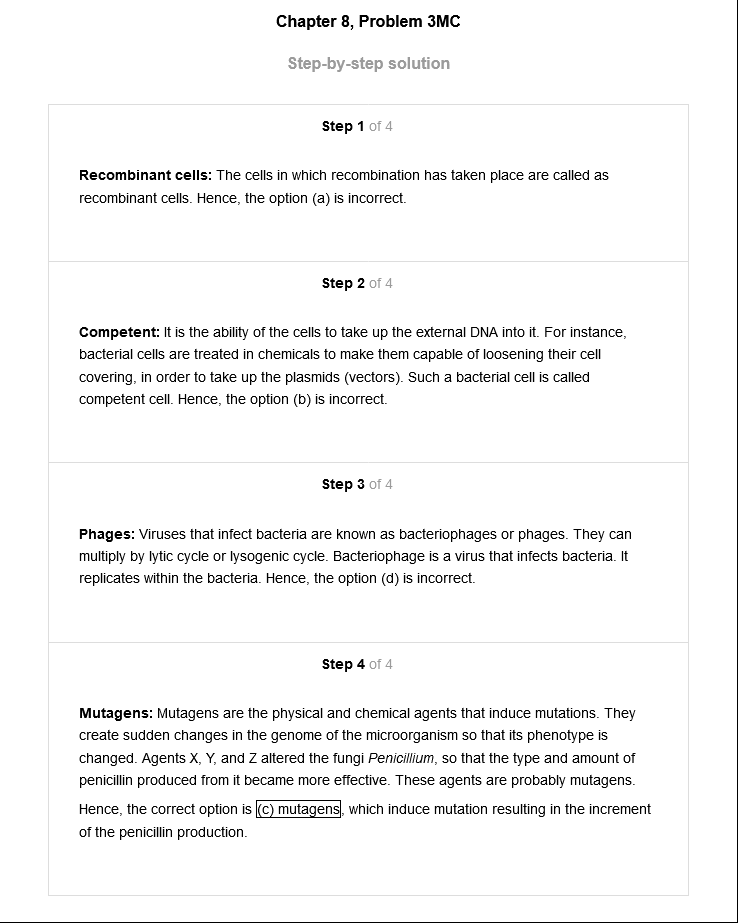 Chapter 8, Problem 3MC
Step-by-step solution
Step 1 of 4
Recombinant cells: The cells in which recombination has taken place are called as
recombinant cells. Hence, the option (a) is incorrect.
Step 2 of 4
Competent: It is the ability of the cells to take up the external DNA into it. For instance,
bacterial cells are treated in chemicals to make them capable of loosening their cell
covering, in order to take up the plasmids (vectors). Such a bacterial cell is called
competent cell. Hence, the option (b) is incorrect.
Step 3 of 4
Phages: Viruses that infect bacteria are known as bacteriophages or phages. They can
multiply by lytic cycle or lysogenic cycle. Bacteriophage is a virus that infects bacteria. It
replicates within the bacteria. Hence, the option (d) is incorrect.
Step 4 of 4
Mutagens: Mutagens are the physical and chemical agents that induce mutations. They
create sudden changes in the genome of the microorganism so that its phenotype is
changed. Agents X, Y, and Z altered the fungi Penicillium, so that the type and amount of
penicillin produced from it became more effective. These agents are probably mutagens.
Hence, the correct option is (c) mutagens, which induce mutation resulting in the increment
of the penicillin production.